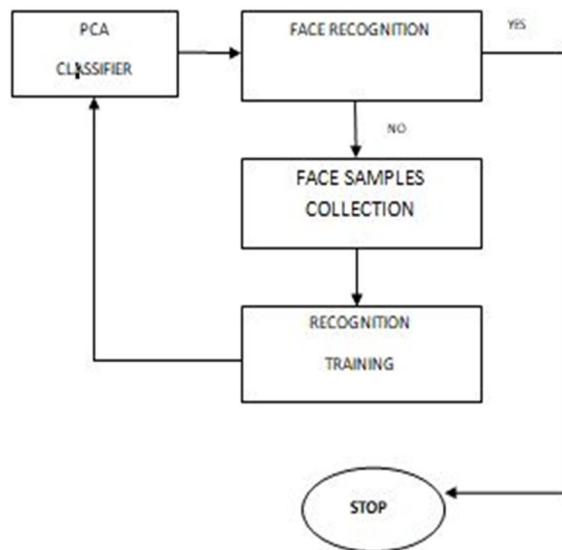 PCA
CLASSIFIER
FACE RECOGNITION
YES
NO
FACE SAMPLES
COLLECTION
RECOGNITION
TRAINING
STOP